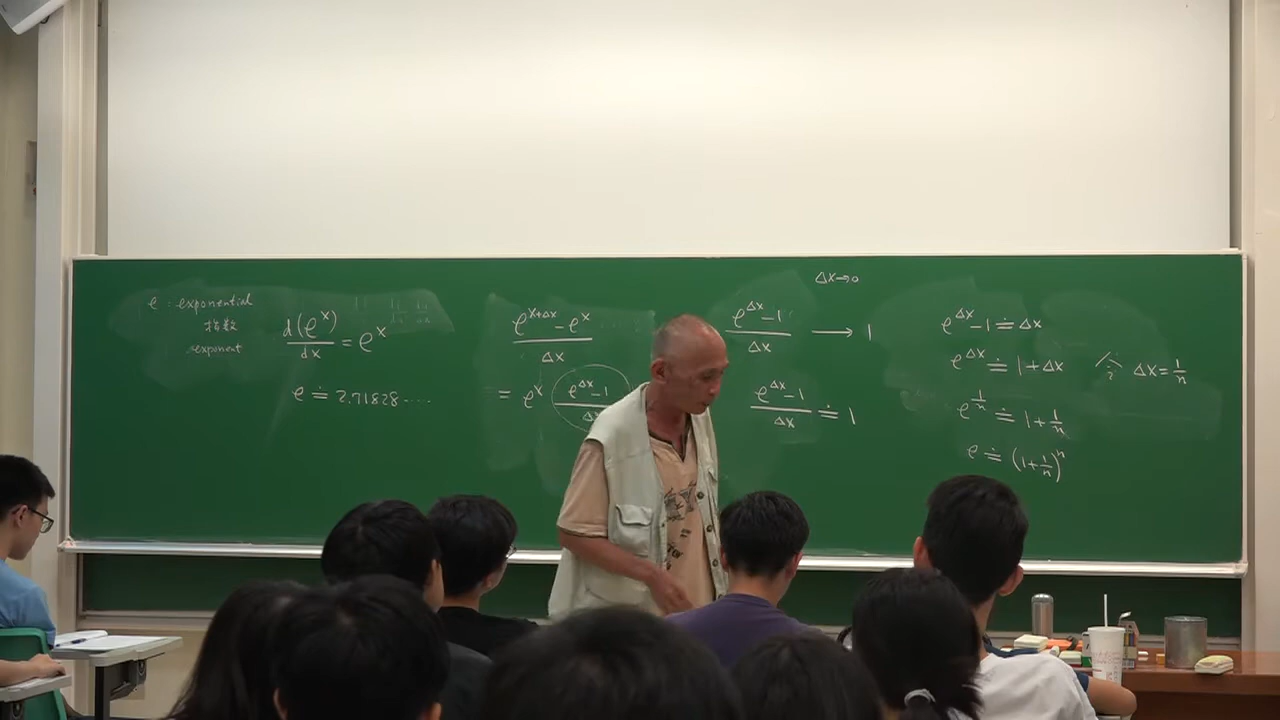 e : exponential
指數
exponent
d(e^x)/dx = e^x
e ≐ 2.71828....
(e^(x+Δx) - e^x)/Δx
= e^x (e^Δx - 1)/Δx
Δx→0
(e^Δx - 1)/Δx ⟶ 1
(e^Δx - 1)/Δx ≐ 1
e^Δx - 1 ≐ Δx
e^Δx ≐ 1 + Δx
Δx = 1/n
e^(1/n) ≐ 1 + 1/n
e ≐ (1 + 1/n)^n